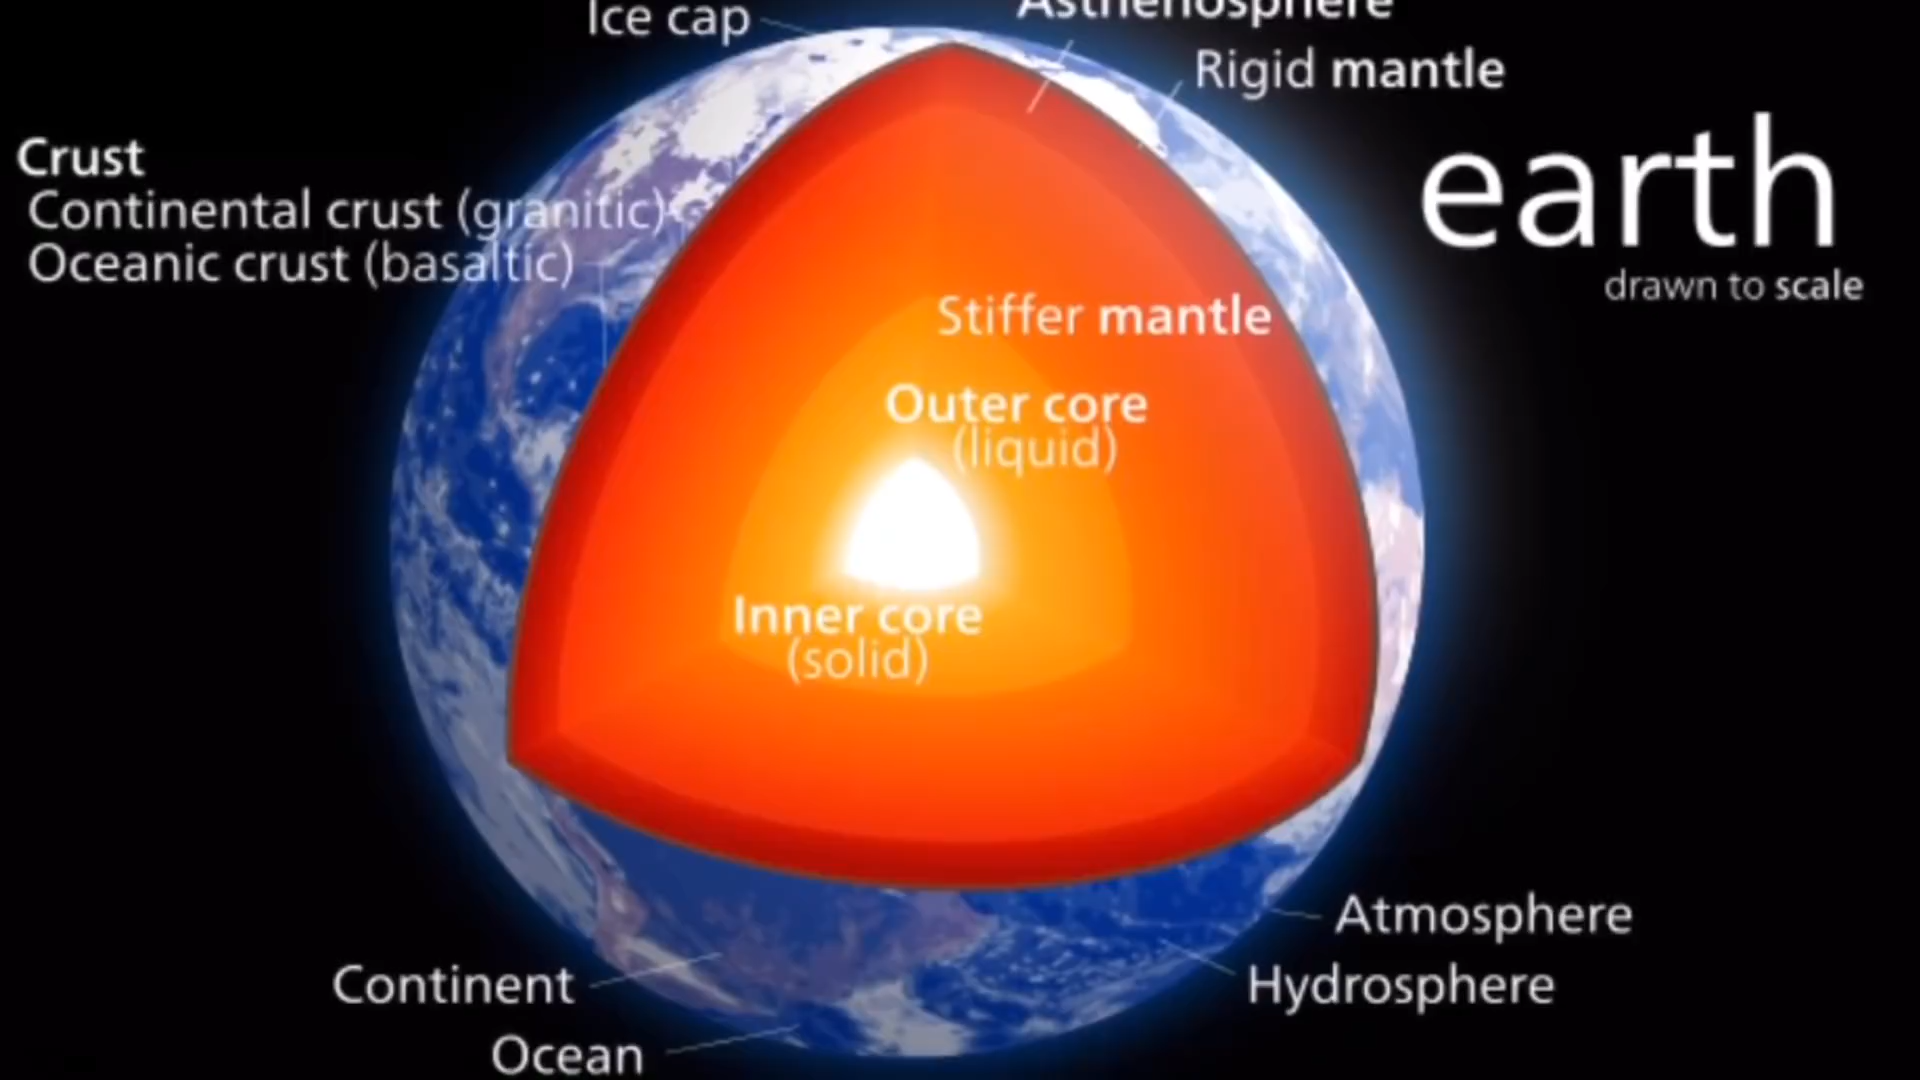 Ice cap
Asthenosphere
Rigid mantle
Crust
Continental crust (granitic)
Oceanic crust (basaltic)
earth
drawn to scale
Stiffer mantle
Outer core
(liquid)
Inner core
(solid)
Atmosphere
Continent
Hydrosphere
Ocean